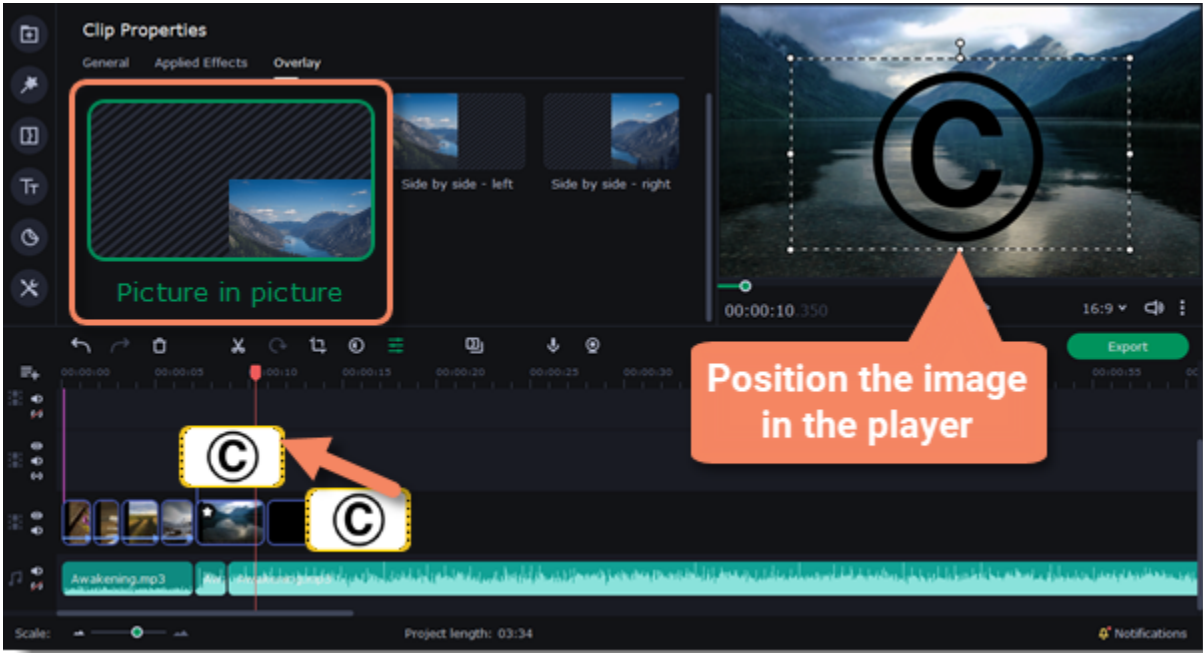 Clip Properties
General Applied Effects Overlay
Side by side - left Side by side - right
Picture in picture
00:00:10.350 16:9
Export
00:00:00 00:00:05 00:00:10 00:00:15 00:00:20 00:00:25 00:00:30 00:00:55
Position the image
in the player
©
©
©
Awakening.mp3
Scale: Project length: 03:34 Notifications